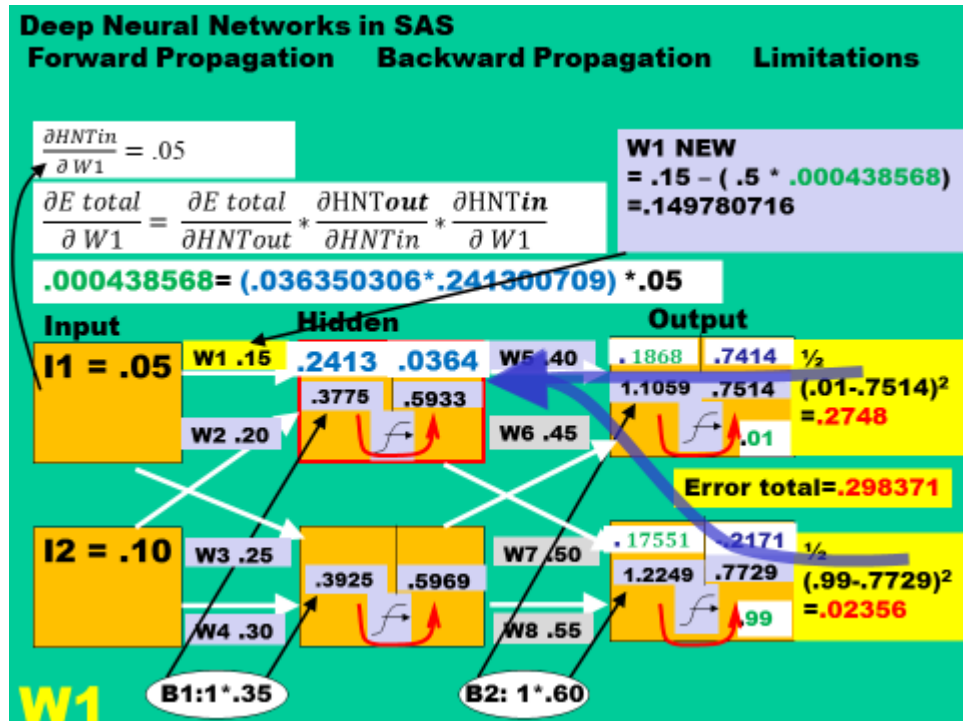 Deep Neural Networks in SAS
Forward Propagation Backward Propagation Limitations
∂HNTin/∂ W1 = .05
W1 NEW
= .15 – ( .5 * .000438568)
=.149780716
∂E total/∂ W1 = ∂E total/∂HNTout * ∂HNTout/∂HNTin * ∂HNTin/∂ W1
.000438568= (.036350306*.241300709) *.05
Input
Hidden
Output
I1 = .05
W1 .15
.2413 .0364
W5 .40
.1868 .7414
½
(.01-.7514)²
=.2748
.3775 .5933
1.1059 .7514
W2 .20
W6 .45
.01
Error total=.298371
I2 = .10
W3 .25
.3925 .5969
W7 .50
.17551 -.2171
½
(.99-.7729)²
=.02356
1.2249 .7729
W4 .30
W8 .55
.99
B1:1*.35
B2: 1*.60
W1